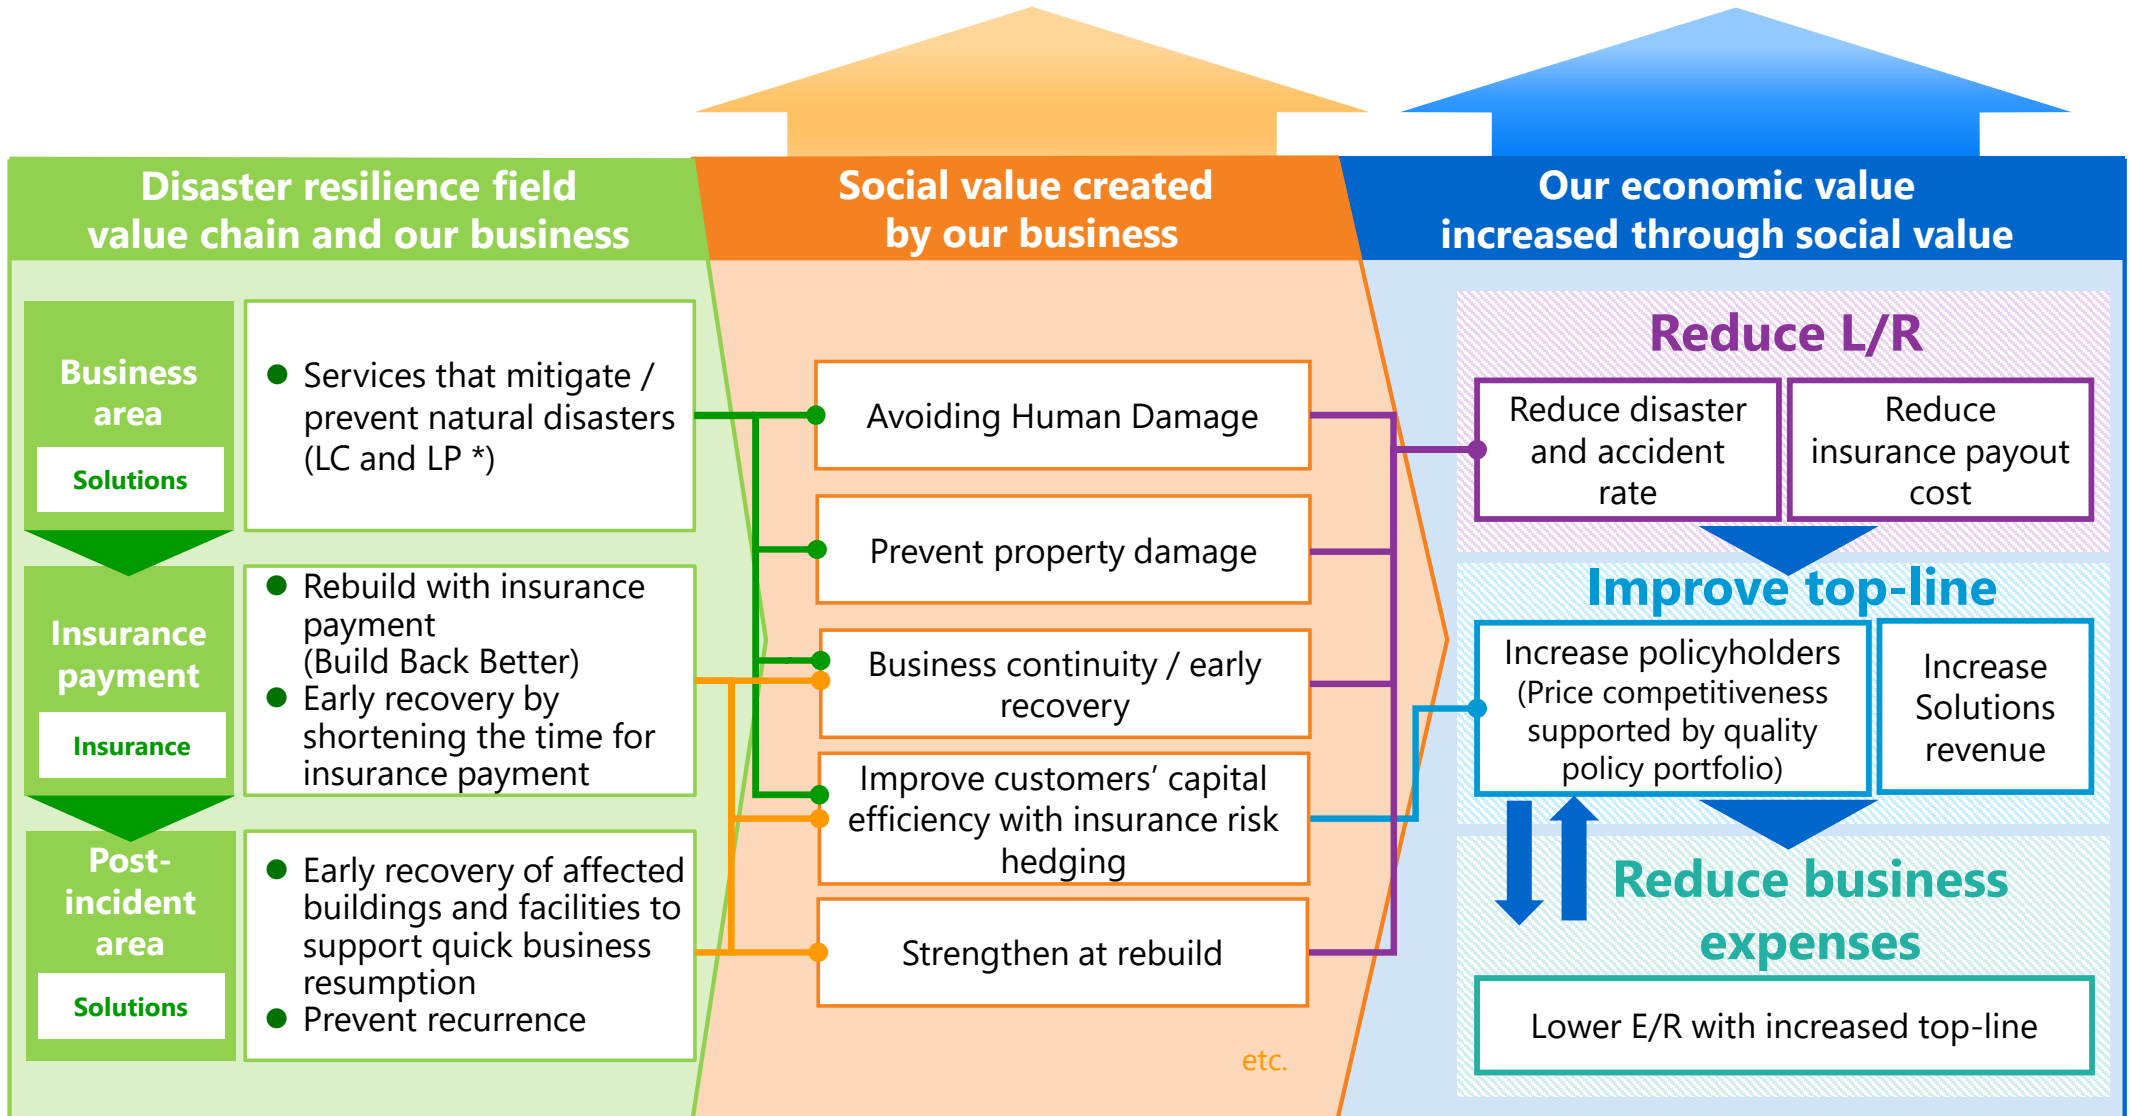 Disaster resilience field
value chain and our business
Social value created
by our business
Our economic value
increased through social value
Business
area
Solutions
● Services that mitigate /
prevent natural disasters
(LC and LP *)
Insurance
payment
Insurance
● Rebuild with insurance
payment
(Build Back Better)
● Early recovery by
shortening the time for
insurance payment
Post-
incident
area
Solutions
● Early recovery of affected
buildings and facilities to
support quick business
resumption
● Prevent recurrence
Avoiding Human Damage
Prevent property damage
Business continuity / early
recovery
Improve customers’ capital
efficiency with insurance risk
hedging
Strengthen at rebuild
etc.
Reduce L/R
Reduce disaster
and accident
rate
Reduce
insurance payout
cost
Improve top-line
Increase policyholders
(Price competitiveness
supported by quality
policy portfolio)
Increase
Solutions
revenue
Reduce business
expenses
Lower E/R with increased top-line